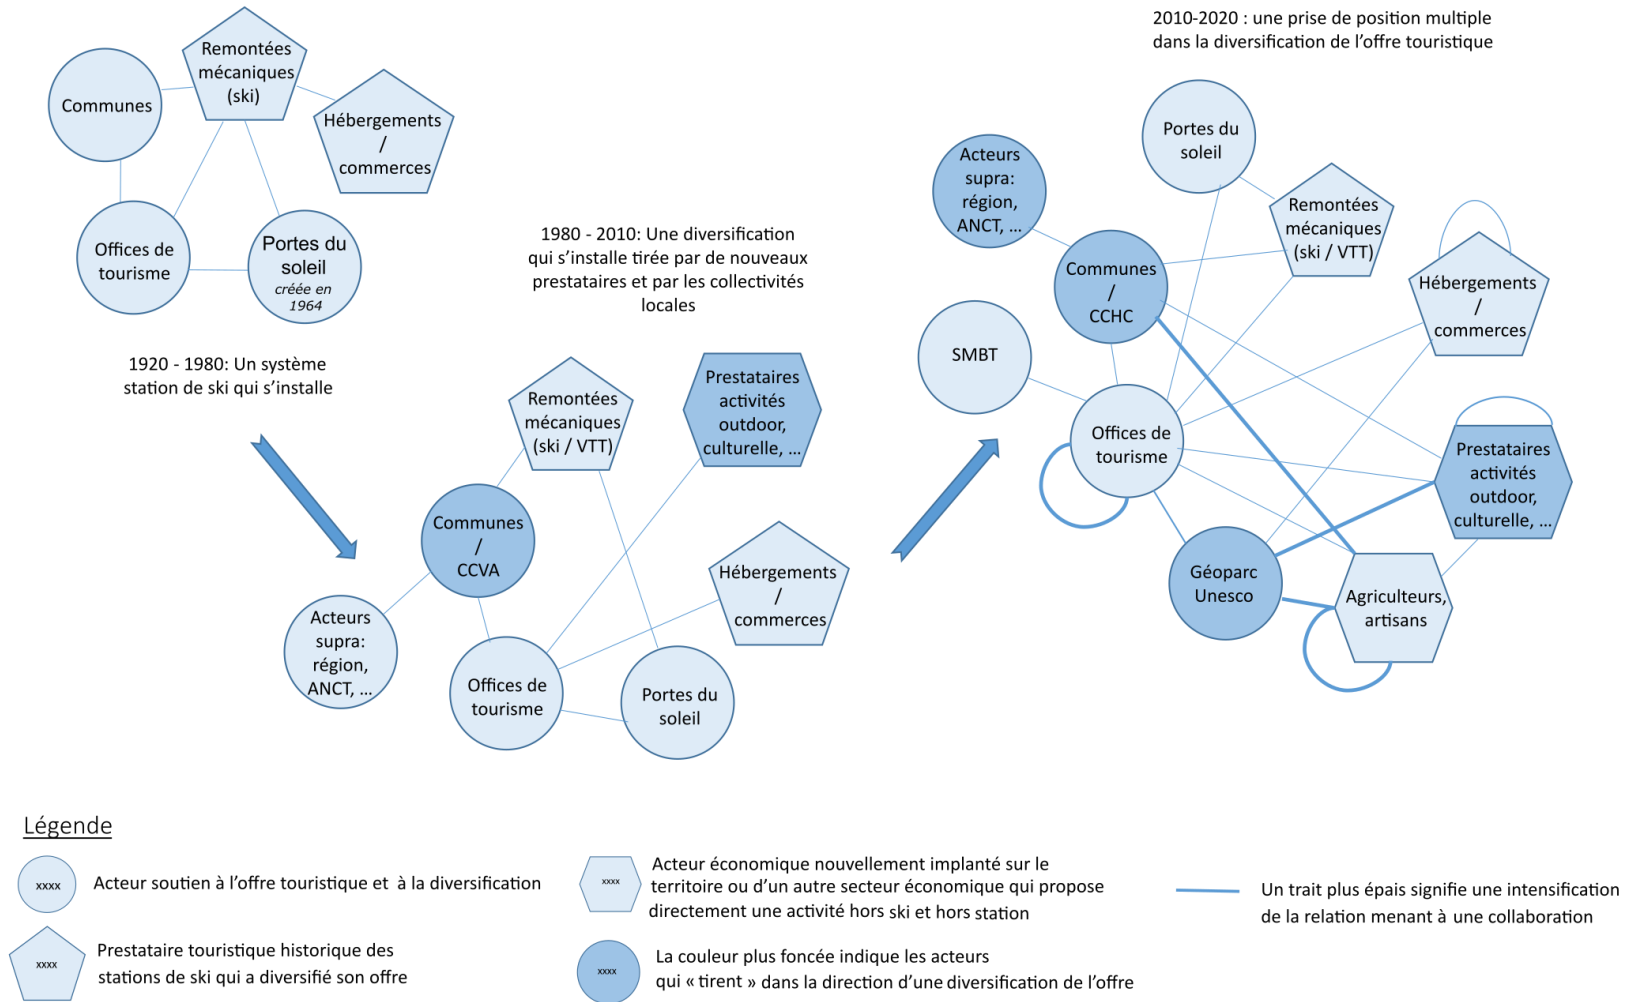 Communes
Remontées
mécaniques
(ski)
Hébergements
/
commerces
Offices de
tourisme
Portes du
soleil
créée en
1964
1920 - 1980: Un système
station de ski qui s’installe
1980 - 2010: Une diversification
qui s’installe tirée par de nouveaux
prestataires et par les collectivités
locales
Remontées
mécaniques
(ski / VTT)
Prestataires
activités
outdoor,
culturelle, ...
Communes
/
CCVA
Hébergements
/
commerces
Acteurs
supra:
région,
ANCT, ...
Offices de
tourisme
Portes du
soleil
2010-2020 : une prise de position multiple
dans la diversification de l’offre touristique
Portes du
soleil
Acteurs
supra:
région,
ANCT, ...
Remontées
mécaniques
(ski / VTT)
Communes
/
CCHC
Hébergements
/
commerces
SMBT
Offices de
tourisme
Prestataires
activités
outdoor,
culturelle, ...
Géoparc
Unesco
Agriculteurs,
artisans
Légende
xxxx
Acteur soutien à l’offre touristique et à la diversification
xxxx
Prestataire touristique historique des
stations de ski qui a diversifié son offre
xxxx
Acteur économique nouvellement implanté sur le
territoire ou d’un autre secteur économique qui propose
directement une activité hors ski et hors station
xxxx
La couleur plus foncée indique les acteurs
qui « tirent » dans la direction d’une diversification de l’offre
Un trait plus épais signifie une intensification
de la relation menant à une collaboration